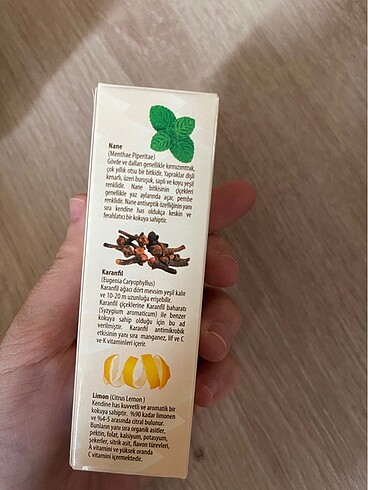 Nane
(Menthae Piperitae)
Gövde ve dalları genellikle kırmızımtrak,
çok yıllık otsu bir bitkidir. Yapraklar dişli
kenarlı, üzeri buruşuk, saplı ve koyu yeşil
renklidir. Nane bitkisinin çiçekleri
genellikle yaz aylarında açar, pembe
renklidir. Nane antiseptik özelliğinin yanı
sıra kendine has oldukça keskin ve
ferahlatıcı bir kokuya sahiptir.
Karanfil
(Eugenia Caryophyllus)
Karanfil ağacı dört mevsim yeşil kalır
ve 10-20 m uzunluğa erişebilir.
Karanfil çiçeklerine Karanfil baharatı
(Syzygium aromaticum) ile benzer
kokuya sahip olduğu için bu ad
verilmiştir. Karanfil antimikrobik
etkisinin yanı sıra, manganez, lif ve C
ve K vitaminleri içerir.
Limon (Citrus Lemon )
Kendine has kuvvetli ve aromatik bir
kokuya sahiptir. %90 kadar limonen
ve %4-5 arasında citral bulunur.
Bunların yanı sıra organik asitler,
pektin, folat, kalsiyum, potasyum,
şekerler, sitrik asit, flavon türevleri,
A vitamini ve yüksek oranda
C vitamini içermektedir.